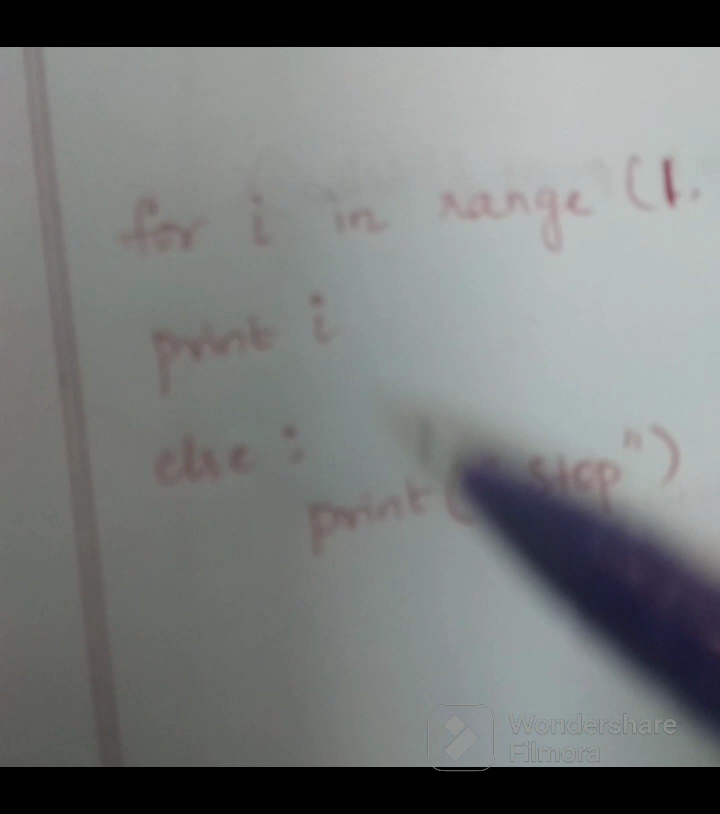 for i in range (1.
print i
else :
print ( stop")
Wondershare
Filmora